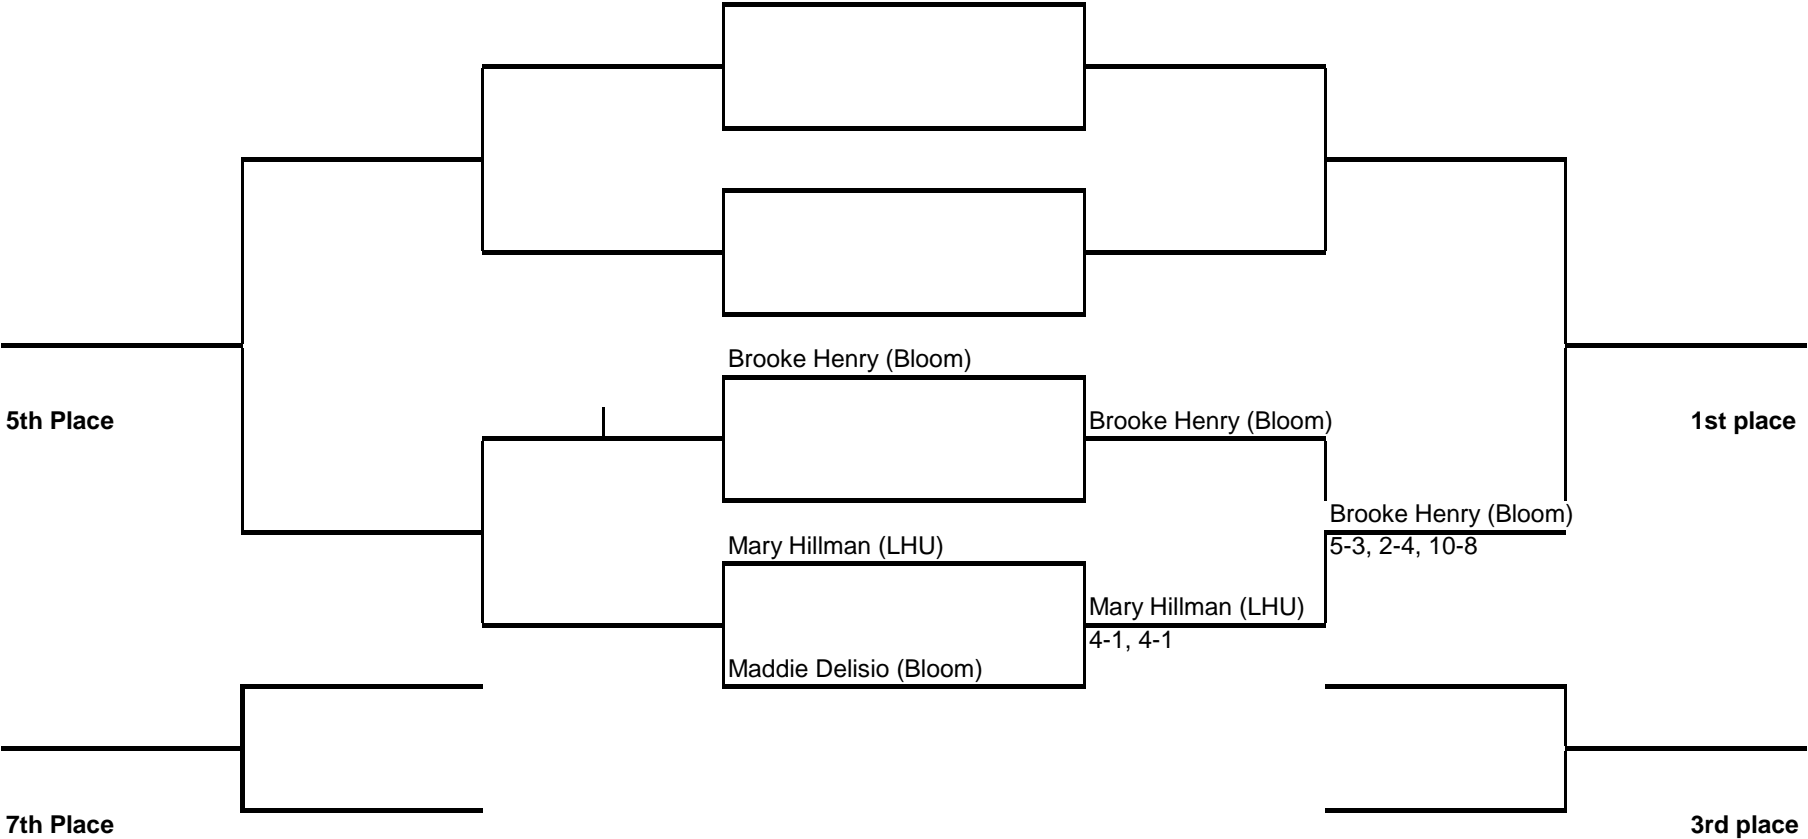 Brooke Henry (Bloom)
5th Place
Brooke Henry (Bloom)
1st place
Brooke Henry (Bloom)
Mary Hillman (LHU)
5-3, 2-4, 10-8
Mary Hillman (LHU)
4-1, 4-1
Maddie Delisio (Bloom)
7th Place
3rd place